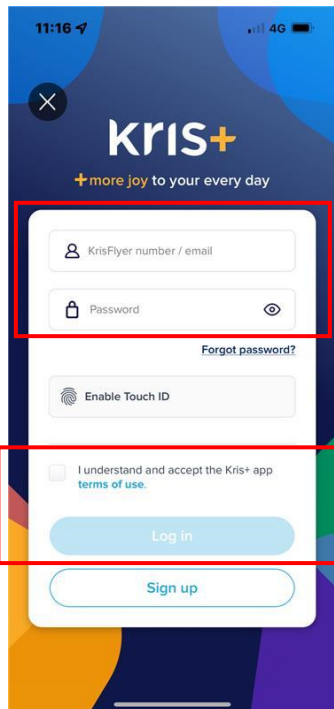 11:16
4G
kris+
+more joy to your every day
KrisFlyer number / email
Password
Forgot password?
Enable Touch ID
I understand and accept the Kris+ app
terms of use.
Log in
Sign up